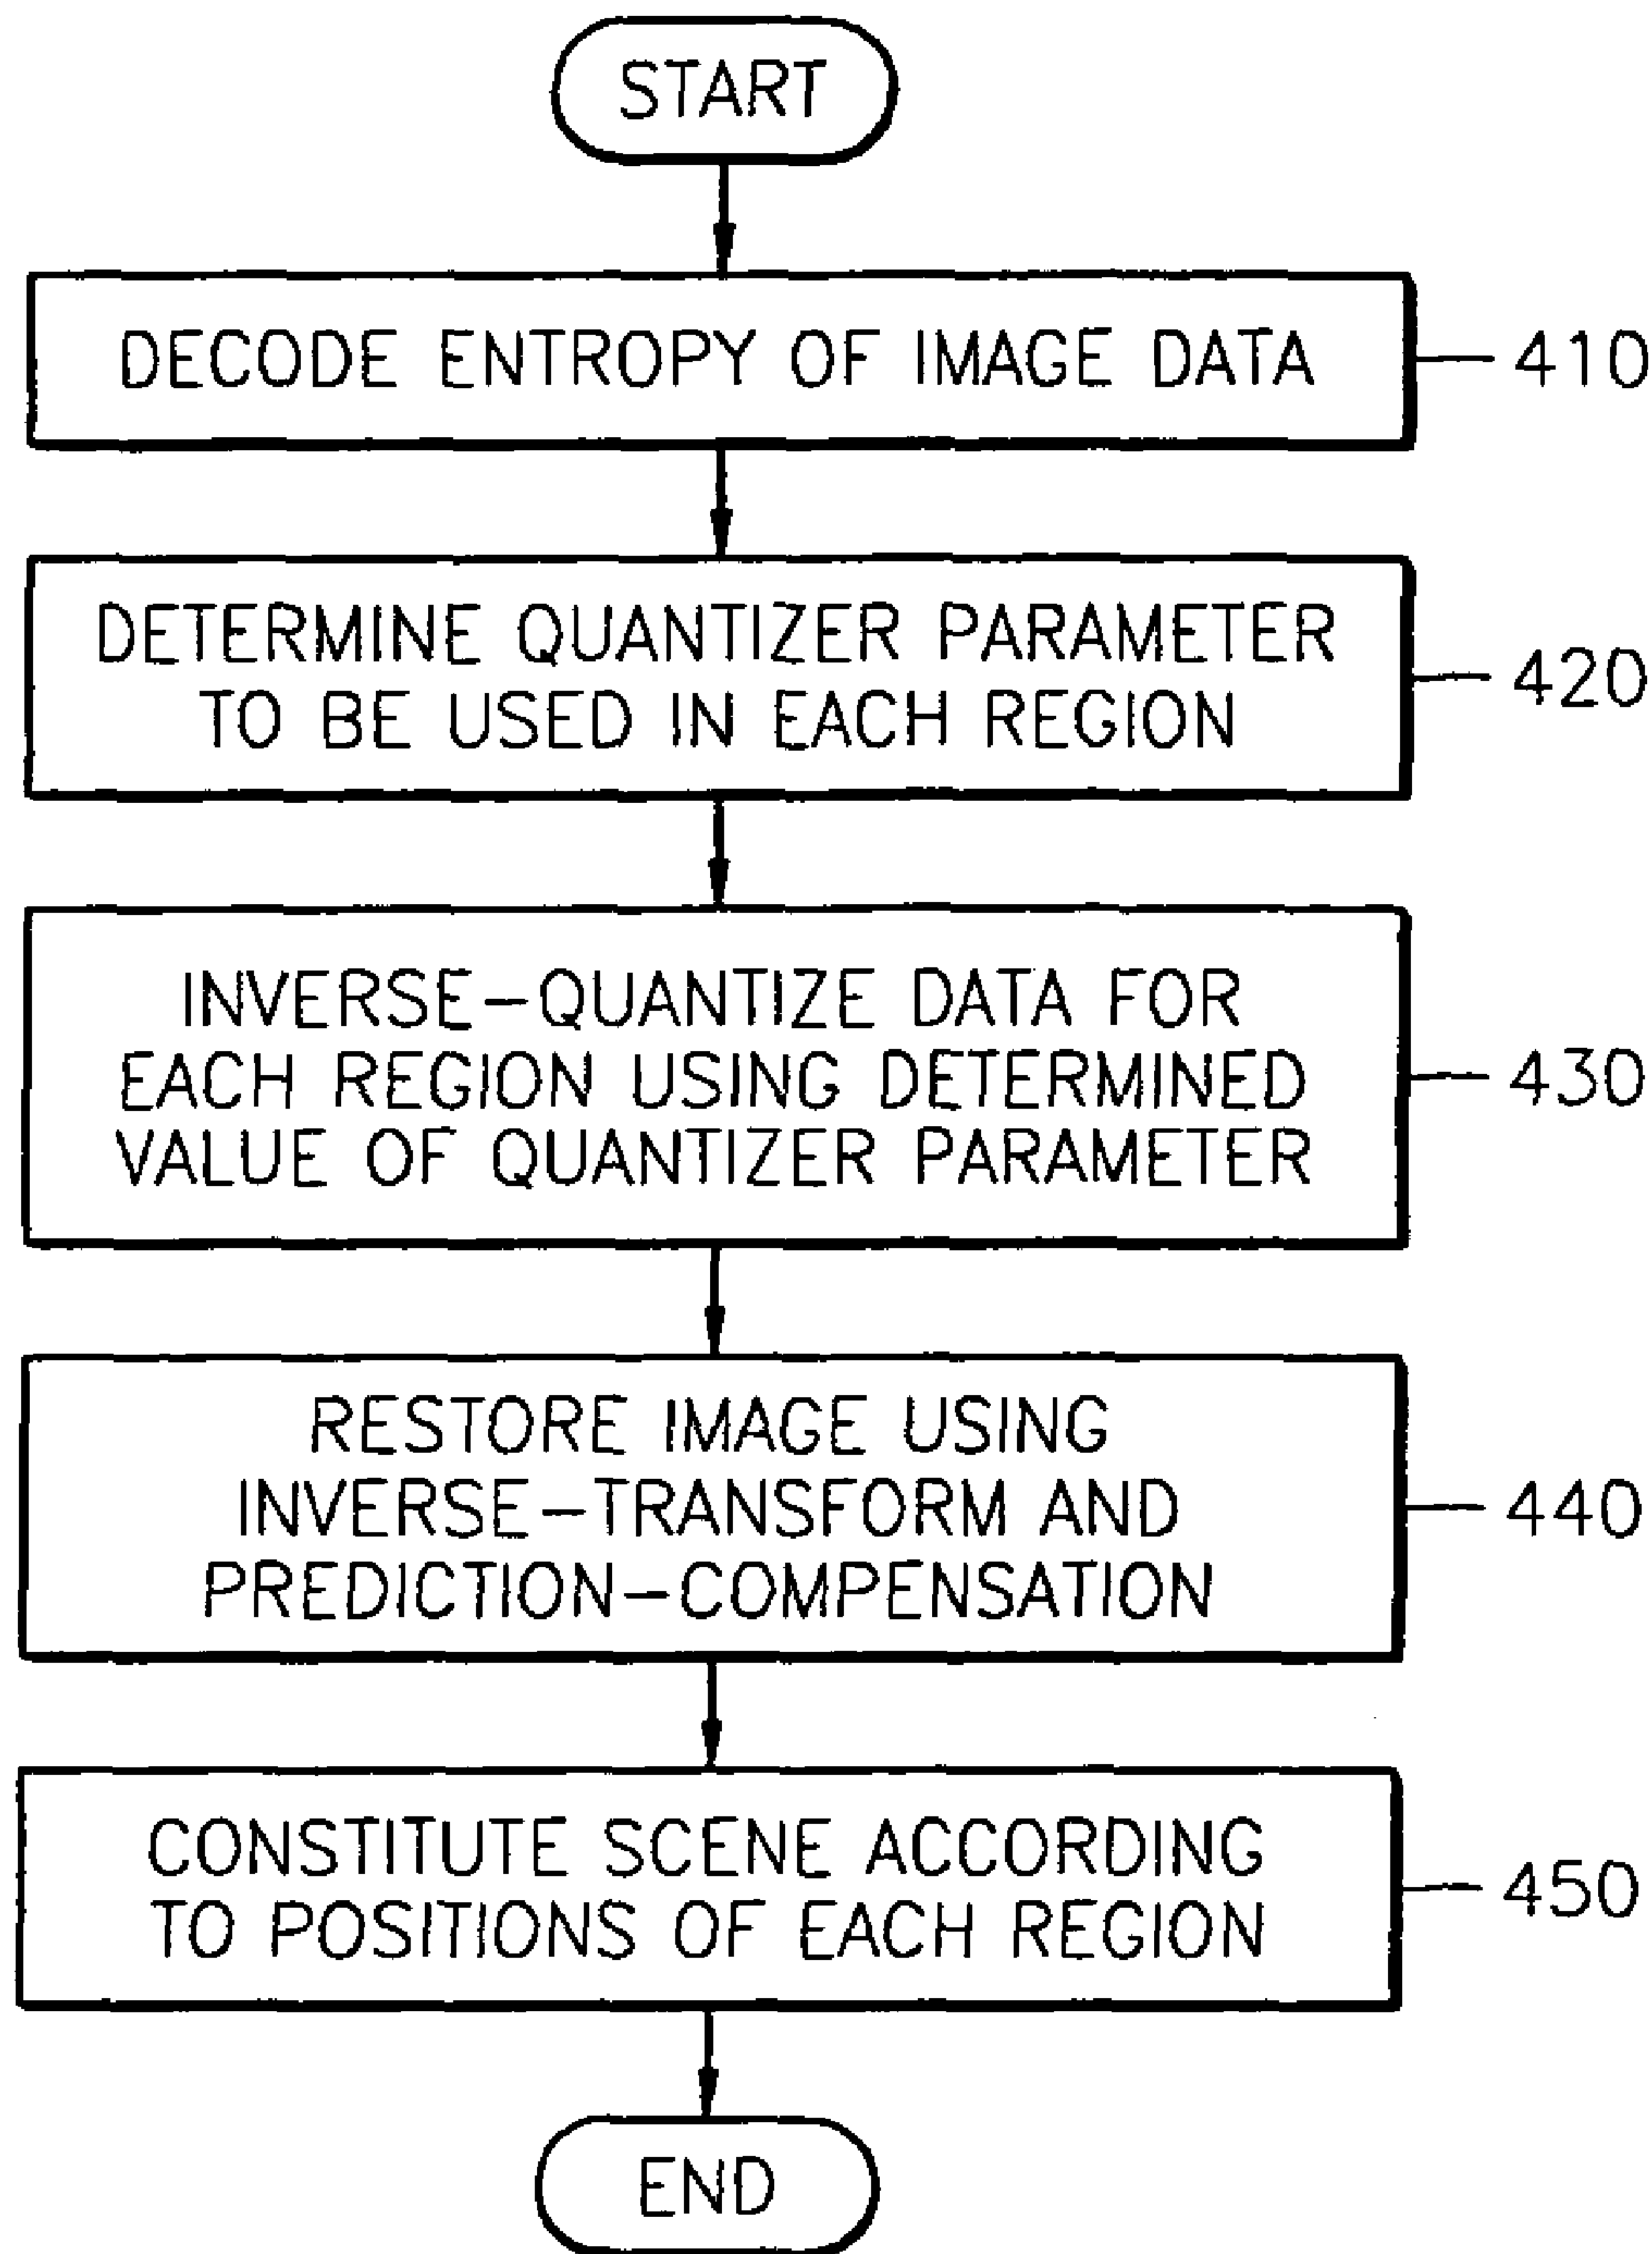 START
DECODE ENTROPY OF IMAGE DATA
410
DETERMINE QUANTIZER PARAMETER
TO BE USED IN EACH REGION
420
INVERSE-QUANTIZE DATA FOR
EACH REGION USING DETERMINED
VALUE OF QUANTIZER PARAMETER
430
RESTORE IMAGE USING
INVERSE-TRANSFORM AND
PREDICTION-COMPENSATION
440
CONSTITUTE SCENE ACCORDING
TO POSITIONS OF EACH REGION
450
END